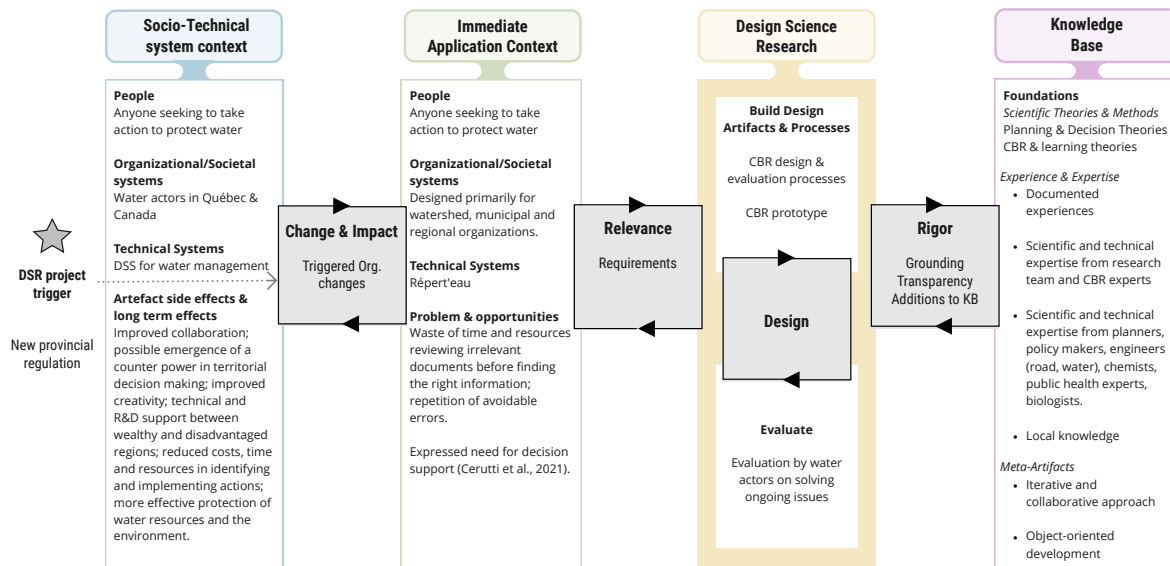 Socio-Technical
system context
Immediate
Application Context
Design Science
Research
Knowledge
Base
DSR project
trigger
New provincial
regulation
People
Anyone seeking to take
action to protect water
Organizational/Societal
systems
Water actors in Québec &
Canada
Technical Systems
DSS for water management
Artefact side effects &
long term effects
Improved collaboration;
possible emergence of a
counter power in territorial
decision making; improved
creativity; technical and
R&D support between
wealthy and disadvantaged
regions; reduced costs, time
and resources in identifying
and implementing actions;
more effective protection of
water resources and the
environment.
Change & Impact
Triggered Org.
changes
People
Anyone seeking to take
action to protect water
Organizational/Societal
systems
Designed primarily for
watershed, municipal and
regional organizations.
Technical Systems
Répert'eau
Problem & opportunities
Waste of time and resources
reviewing irrelevant
documents before finding
the right information;
repetition of avoidable
errors.
Expressed need for decision
support (Cerutti et al., 2021).
Relevance
Requirements
Build Design
Artifacts & Processes
CBR design &
evaluation processes
CBR prototype
Design
Evaluate
Evaluation by water
actors on solving
ongoing issues
Rigor
Grounding
Transparency
Additions to KB
Foundations
Scientific Theories & Methods
Planning & Decision Theories
CBR & learning theories
Experience & Expertise
• Documented
experiences
• Scientific and technical
expertise from research
team and CBR experts
• Scientific and technical
expertise from planners,
policy makers, engineers
(road, water), chemists,
public health experts,
biologists.
• Local knowledge
Meta-Artifacts
• Iterative and
collaborative approach
• Object-oriented
development